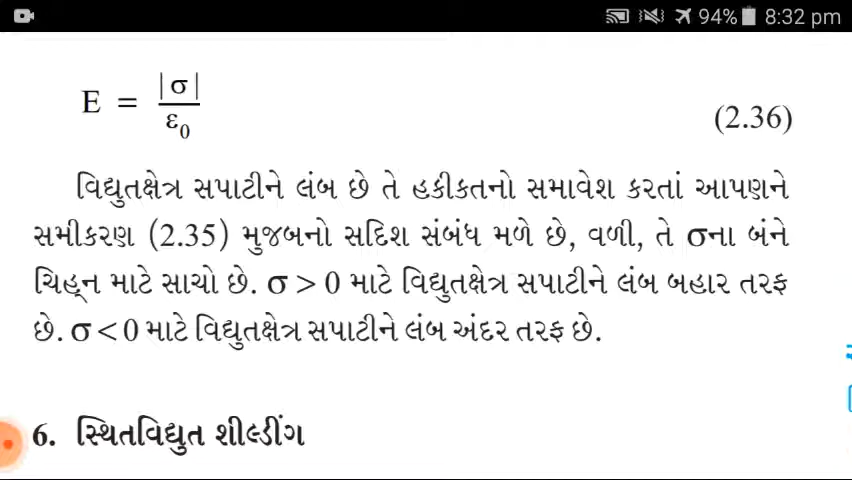 94% 8:32 pm
E = |σ| / ε₀ (2.36)
વિદ્યુતક્ષેત્ર સપાટીને લંબ છે તે હકીકતનો સમાવેશ કરતાં આપણને
સમીકરણ (2.35) મુજબનો સદિશ સંબંધ મળે છે, વળી, તે σના બંને
ચિહ્ન માટે સાચો છે. σ > 0 માટે વિદ્યુતક્ષેત્ર સપાટીને લંબ બહાર તરફ
છે. σ < 0 માટે વિદ્યુતક્ષેત્ર સપાટીને લંબ અંદર તરફ છે.
6. સ્થિતવિદ્યુત શીલ્ડીંગ